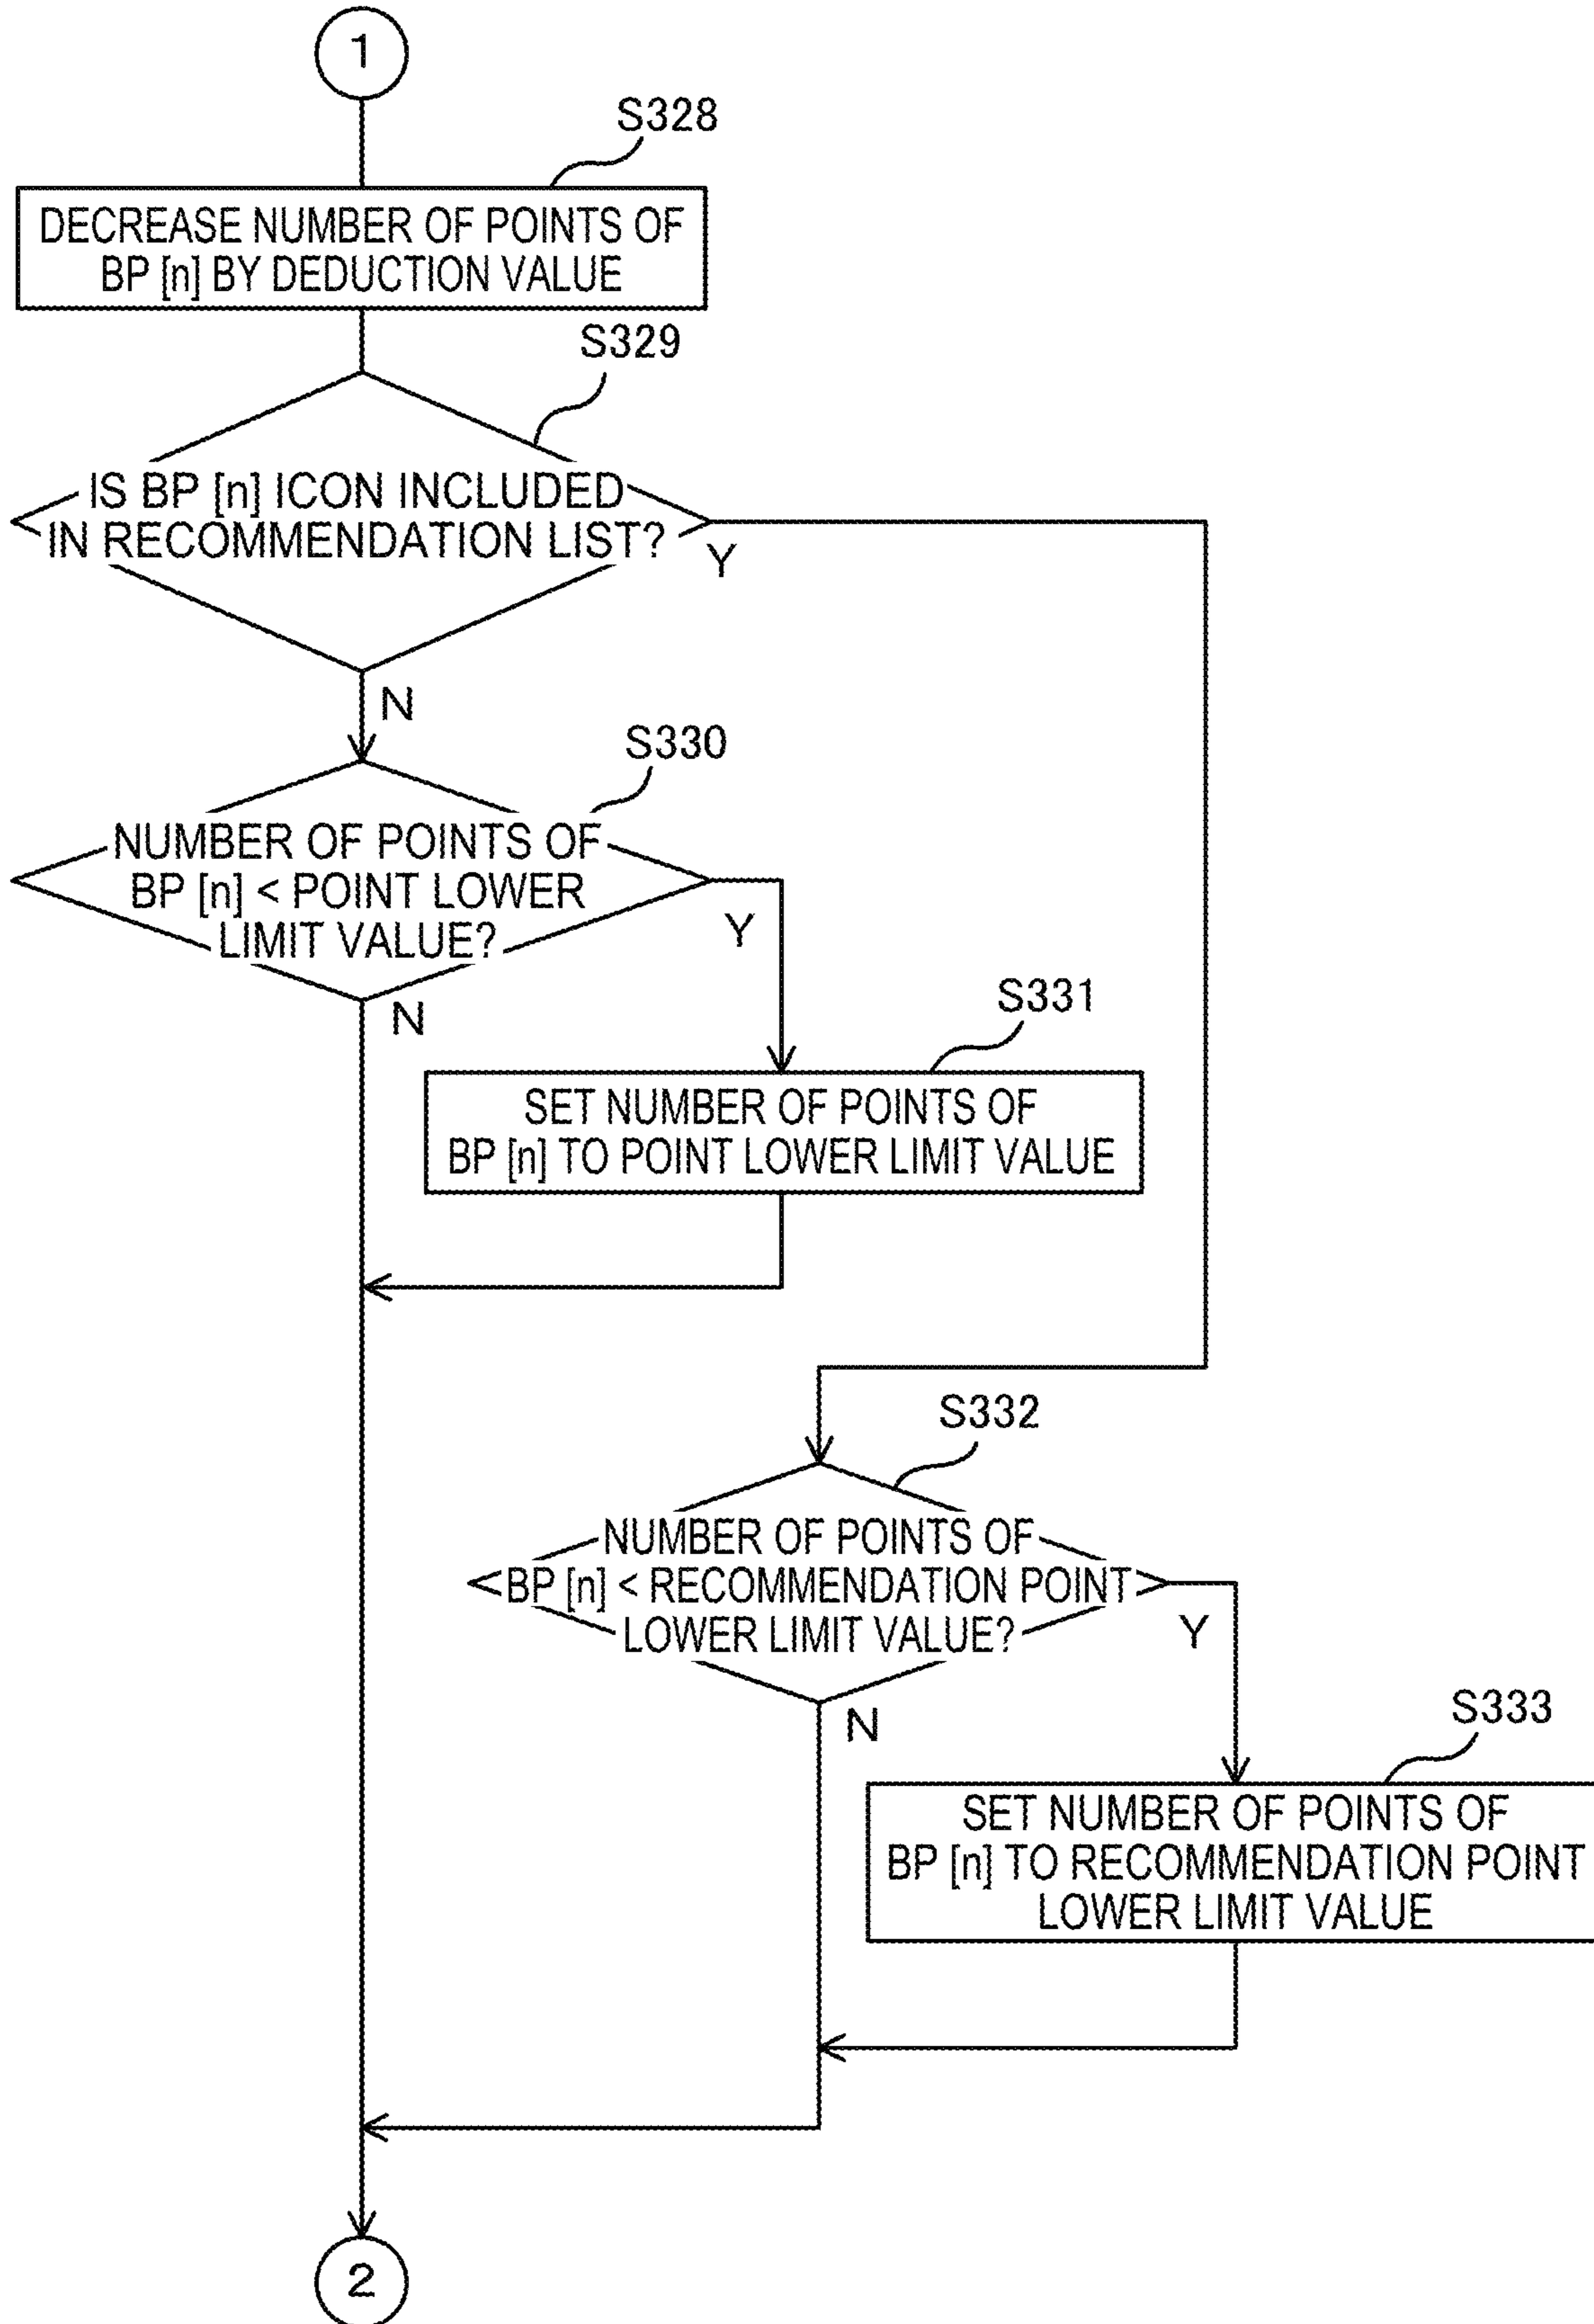 1
S328
DECREASE NUMBER OF POINTS OF
BP [n] BY DEDUCTION VALUE
S329
IS BP [n] ICON INCLUDED
IN RECOMMENDATION LIST?
Y
N
S330
NUMBER OF POINTS OF
BP [n] < POINT LOWER
LIMIT VALUE?
Y
N
S331
SET NUMBER OF POINTS OF
BP [n] TO POINT LOWER LIMIT VALUE
S332
NUMBER OF POINTS OF
BP [n] < RECOMMENDATION POINT
LOWER LIMIT VALUE?
Y
N
S333
SET NUMBER OF POINTS OF
BP [n] TO RECOMMENDATION POINT
LOWER LIMIT VALUE
2